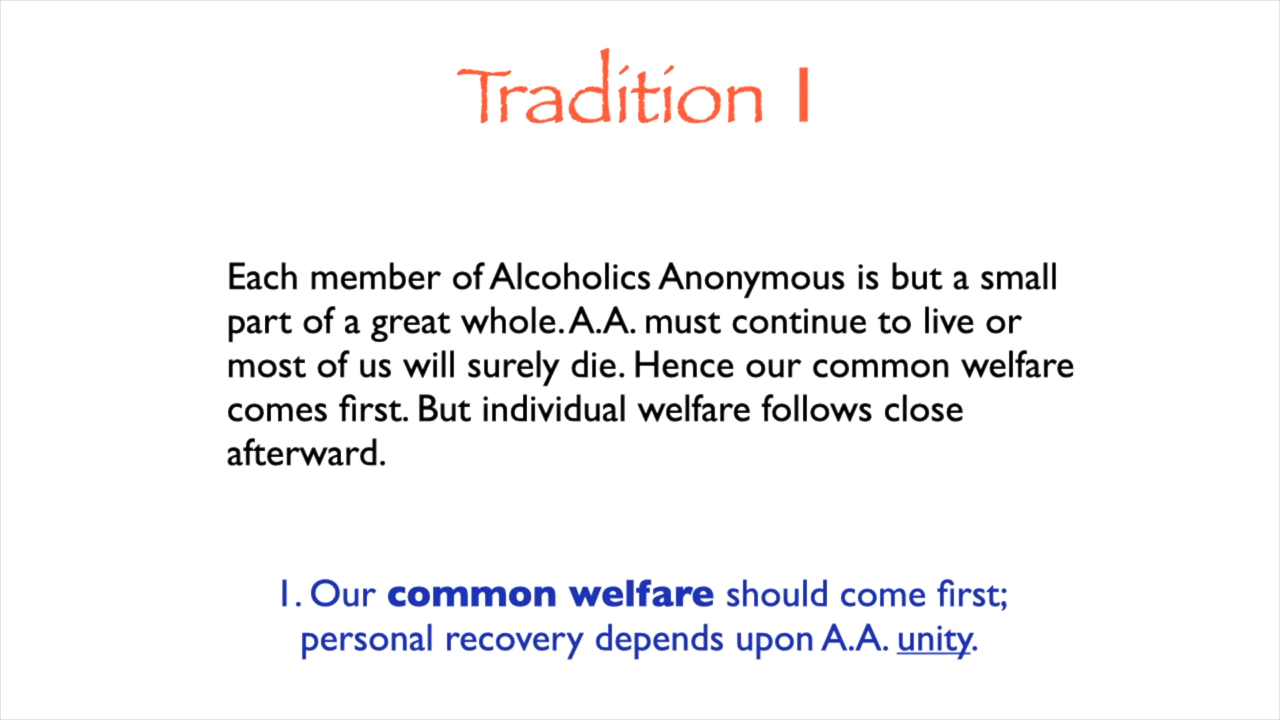 Tradition 1
Each member of Alcoholics Anonymous is but a small
part of a great whole. A.A. must continue to live or
most of us will surely die. Hence our common welfare
comes first. But individual welfare follows close
afterward.
1. Our common welfare should come first;
personal recovery depends upon A.A. unity.